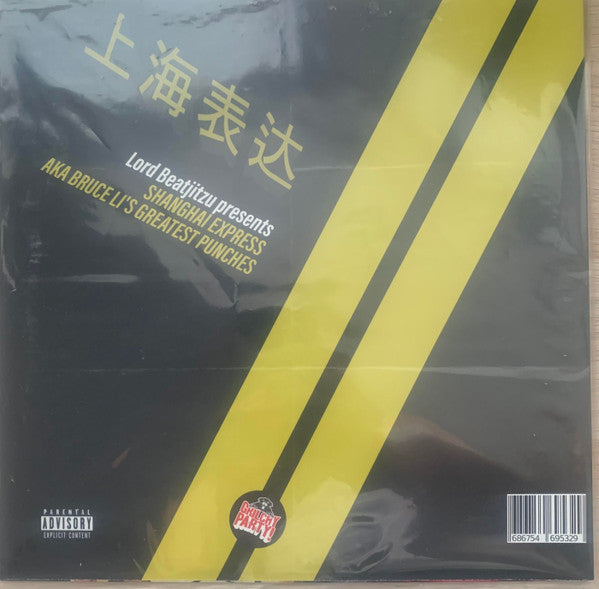 上海表达
Lord Beatjitzu presents
SHANGHAI EXPRESS
AKA BRUCE LI'S GREATEST PUNCHES
PARENTAL
ADVISORY
EXPLICIT CONTENT
PARTY!
686754 695329